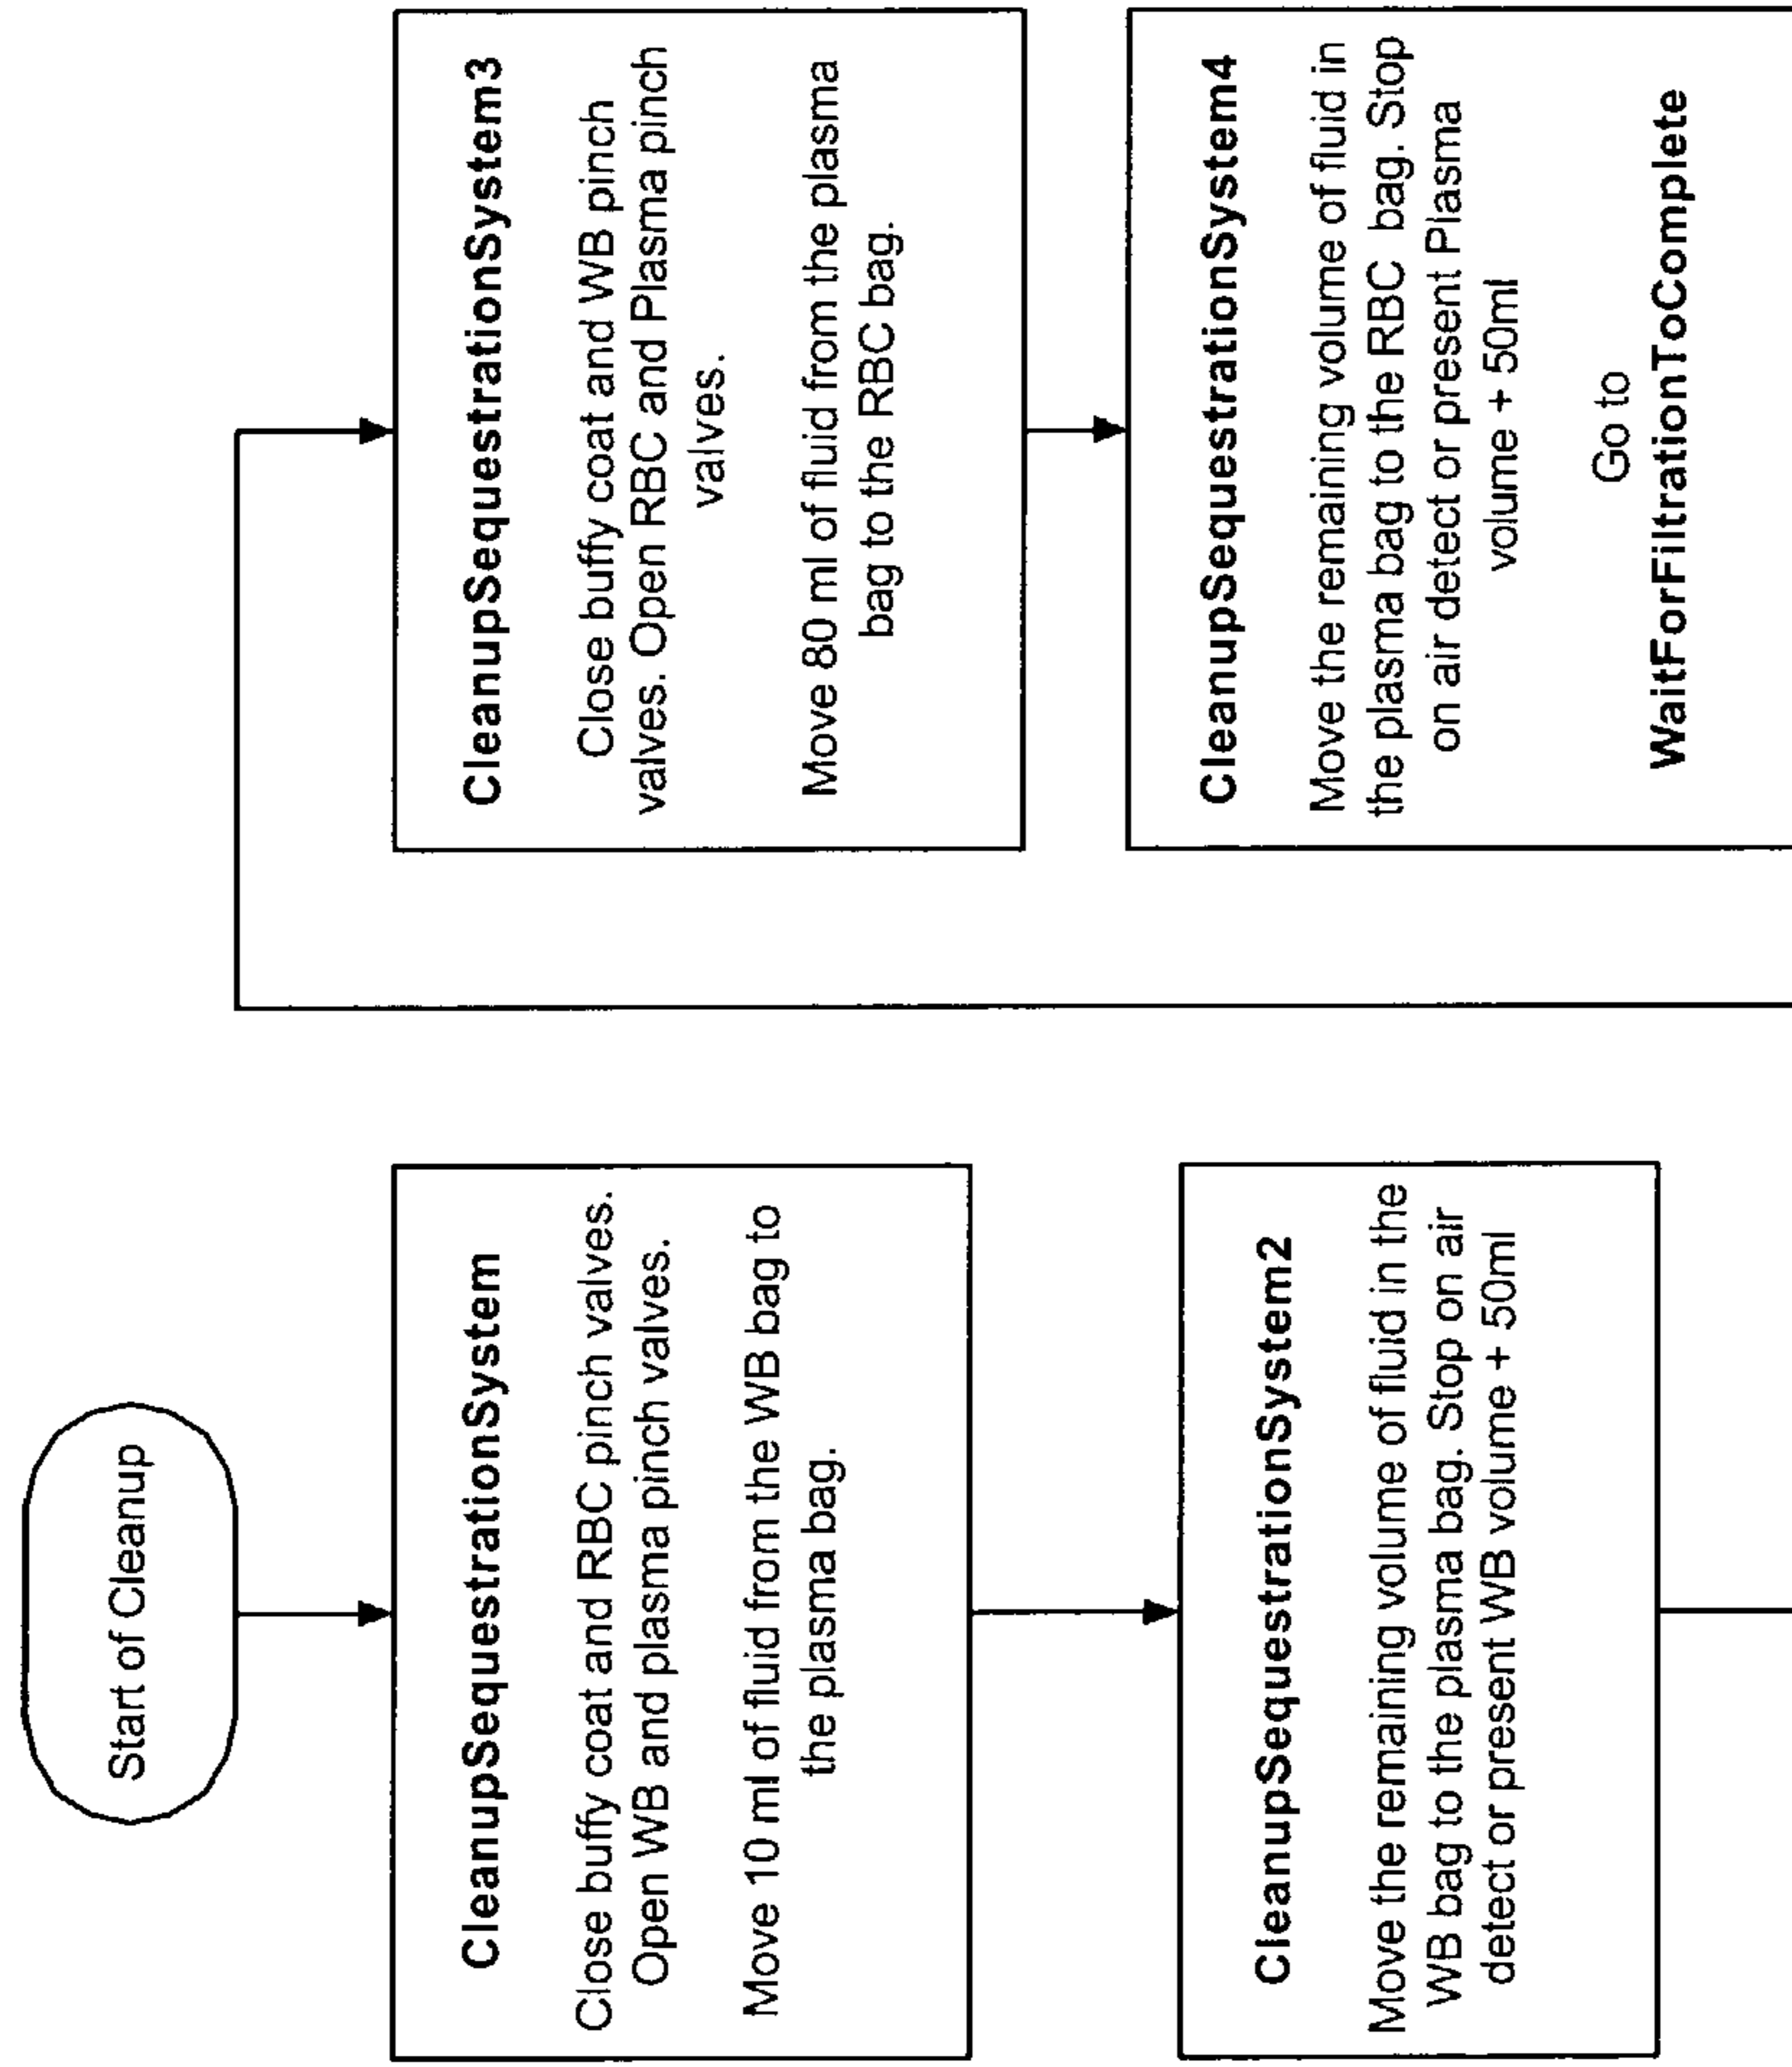 Start of Cleanup
CleanupSequestrationSystem
Close buffy coat and RBC pinch valves.
Open WB and plasma pinch valves.
Move 10 ml of fluid from the WB bag to
the plasma bag.
CleanupSequestrationSystem2
Move the remaining volume of fluid in the
WB bag to the plasma bag. Stop on air
detect or present WB volume + 50ml
CleanupSequestrationSystem3
Close buffy coat and WB pinch
valves. Open RBC and Plasma pinch
valves.
Move 80 ml of fluid from the plasma
bag to the RBC bag.
CleanupSequestrationSystem4
Move the remaining volume of fluid in
the plasma bag to the RBC bag. Stop
on air detect or present Plasma
volume + 50ml
Go to
WaitForFiltrationToComplete